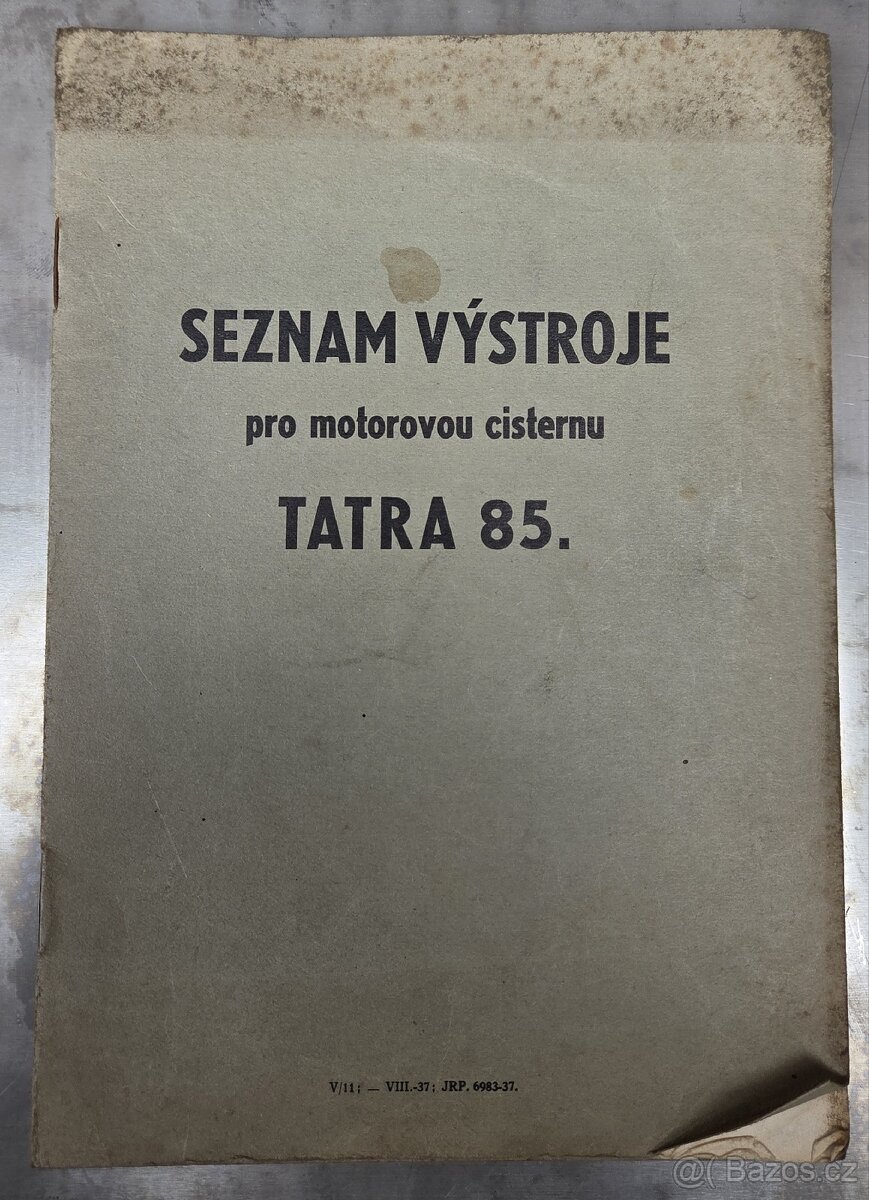 SEZNAM VÝSTROJE
pro motorovou cisternu
TATRA 85.
V/11; — VIII.-37; JRP. 6983-37.
@( Bazos.cz